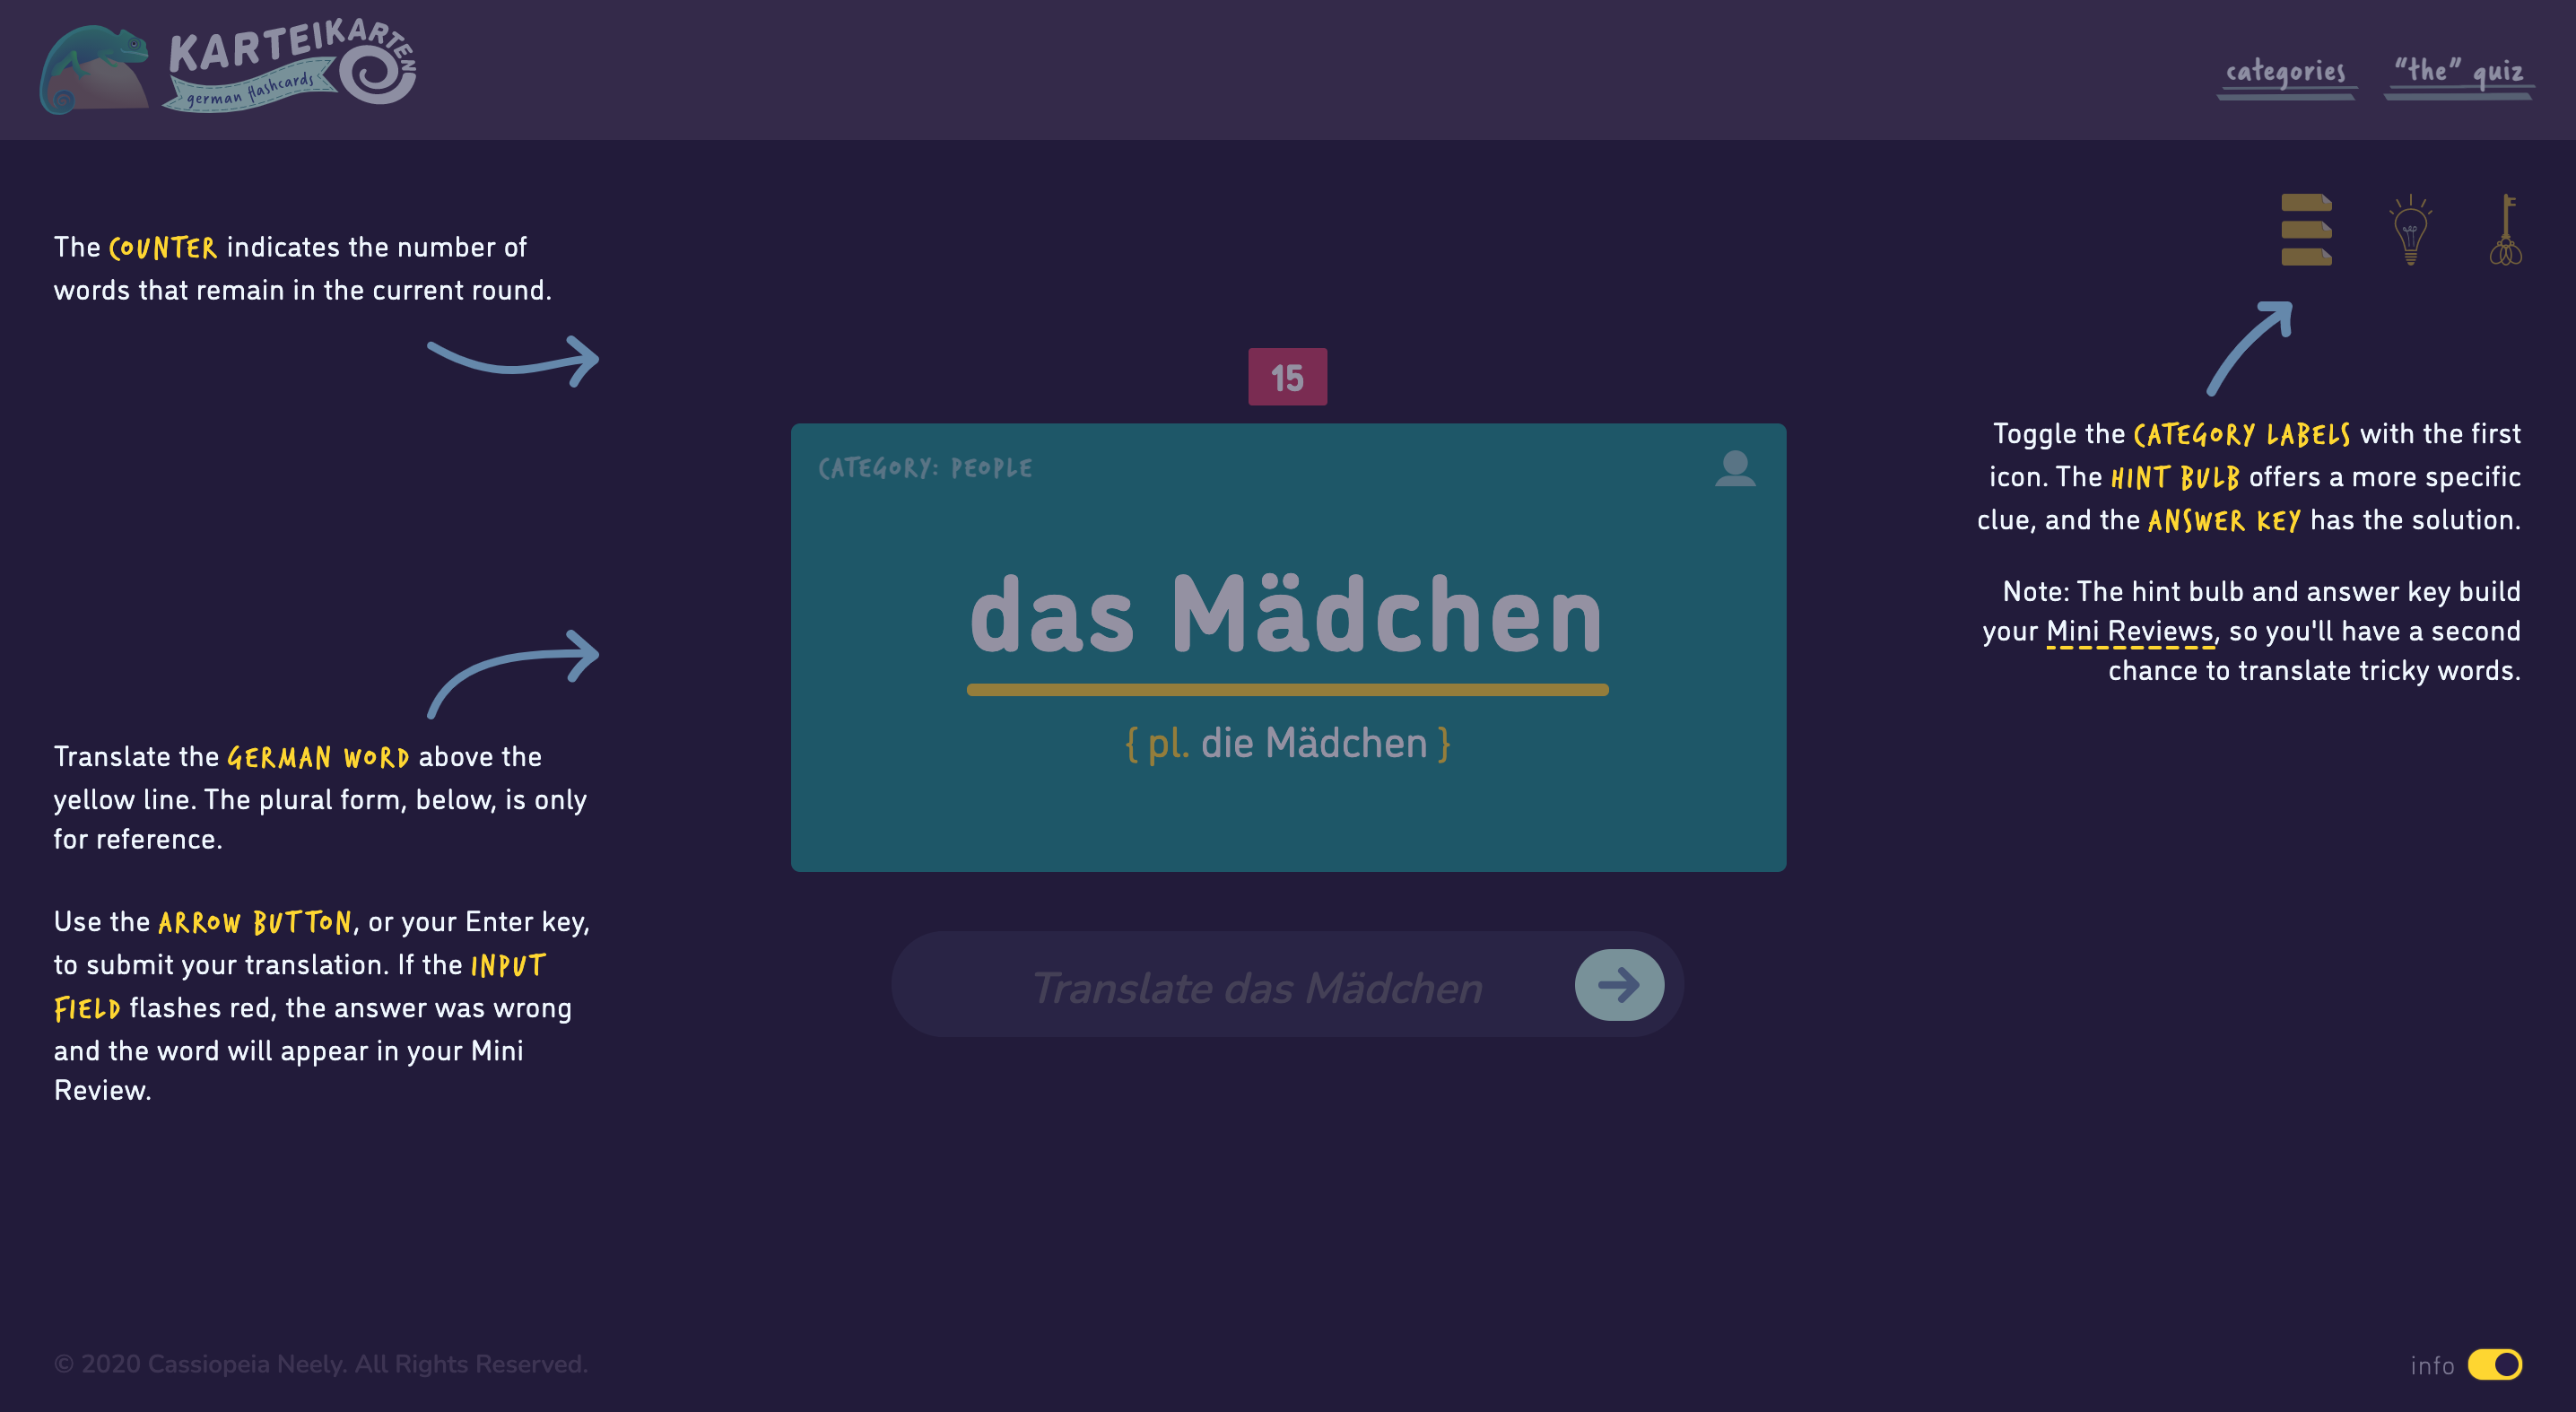 KARTEIKARTEN
german flashcards
categories
“the” quiz
The COUNTER indicates the number of
words that remain in the current round.
15
CATEGORY: PEOPLE
das Mädchen
{ pl. die Mädchen }
Translate das Mädchen
Toggle the CATEGORY LABELS with the first
icon. The HINT BULB offers a more specific
clue, and the ANSWER KEY has the solution.
Note: The hint bulb and answer key build
your Mini Reviews, so you'll have a second
chance to translate tricky words.
Translate the GERMAN WORD above the
yellow line. The plural form, below, is only
for reference.
Use the ARROW BUTTON, or your Enter key,
to submit your translation. If the INPUT
FIELD flashes red, the answer was wrong
and the word will appear in your Mini
Review.
© 2020 Cassiopeia Neely. All Rights Reserved.
info